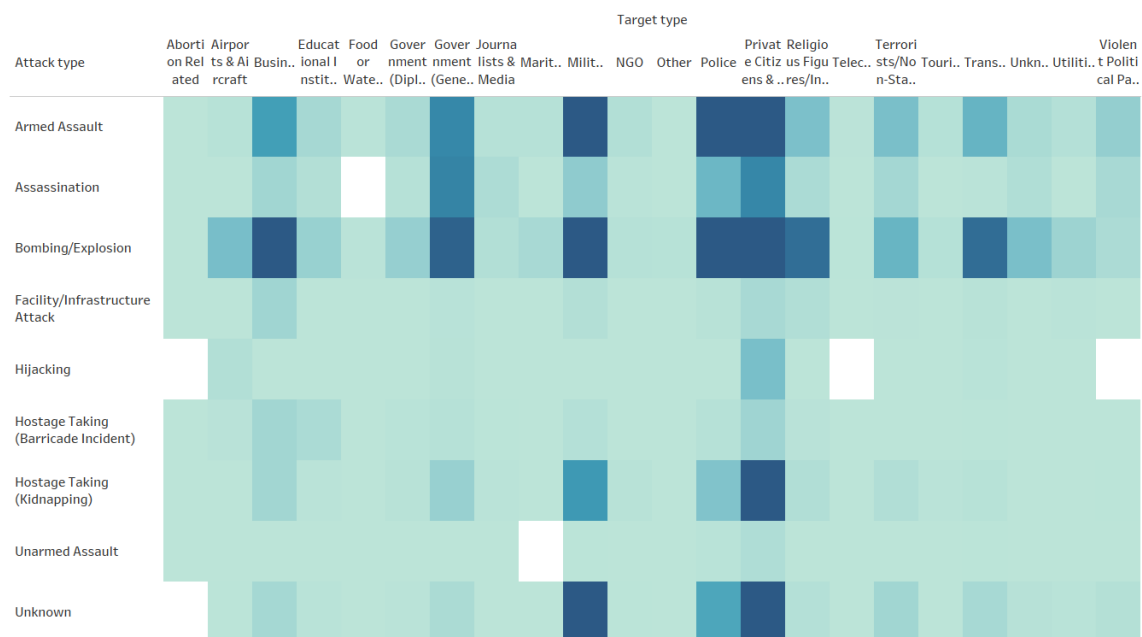 Target type
Attack type
Aborti
on Rel
ated
Airpor
ts & Ai
rcraft
Busin..
Educat
ional I
nstit..
Food
or
Wate..
Gover
nment
(Dipl..
Gover
nment
(Gene..
Journa
lists &
Media
Marit..
Milit..
NGO
Other
Police
Privat
e Citiz
ens & ..
Religio
us Figu
res/In..
Telec..
Terrori
sts/No
n-Sta..
Touri..
Trans..
Unkn..
Utiliti..
Violen
t Politi
cal Pa..
Armed Assault
Assassination
Bombing/Explosion
Facility/Infrastructure
Attack
Hijacking
Hostage Taking
(Barricade Incident)
Hostage Taking
(Kidnapping)
Unarmed Assault
Unknown